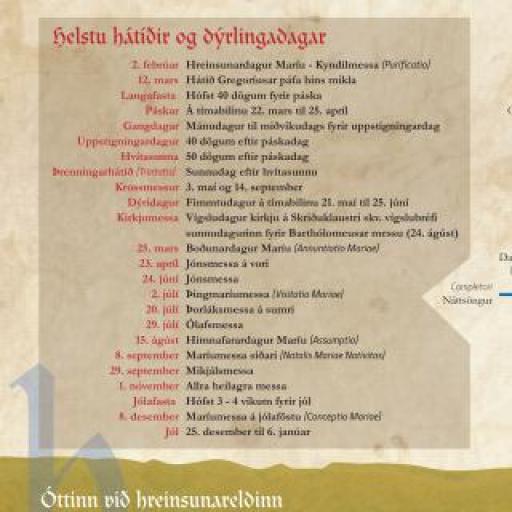 Helstu hátíðir og dýrlingadagar
2. febrúar Hreinsunardagur Maríu - Kyndilmessa (Purificatio)
12. mars Hátíð Gregoríusar páfa hins mikla
Langafasta Hófst 40 dögum fyrir páska
Páskar Á tímabilinu 22. mars til 25. apríl
Gangdagar Mánudagur til miðvikudags fyrir uppstigningardag
Uppstigningardagur 40 dögum eftir páskadag
Hvítasunna 50 dögum eftir páskadag
Þrenningarhátíð (Trinitatis) Sunnudag eftir hvítasunnu
Krossmessur 3. maí og 14. september
Dýridagur Fimmtudagur á tímabilinu 21. maí til 25. júní
Kirkjumessa Vígsludagur kirkju á Skriðuklaustri skv. vígslubréfi
sunnudagurinn fyrir Barthólomeusar messu (24. ágúst)
25. mars Boðunardagur Maríu (Annuntiatio Mariae)
23. apríl Jónsmessa á vori
24. júní Jónsmessa
2. júlí Þingmaríumessa (Visitatio Mariae)
20. júlí Þorláksmessa á sumri
29. júlí Ólafsmessa
15. ágúst Himnafarardagur Maríu (Assumptio)
8. september Maríumessa síðari (Natalis Mariae Nativitas)
29. september Mikjálsmessa
1. nóvember Allra heilagra messa
Jólafasta Hófst 3 - 4 vikum fyrir jól
8. desember Maríumessa á jólaföstu (Conceptio Mariae)
Jól 25. desember til 6. janúar
Completori
Náttsöngur
Óttinn við hreinsunareldinn